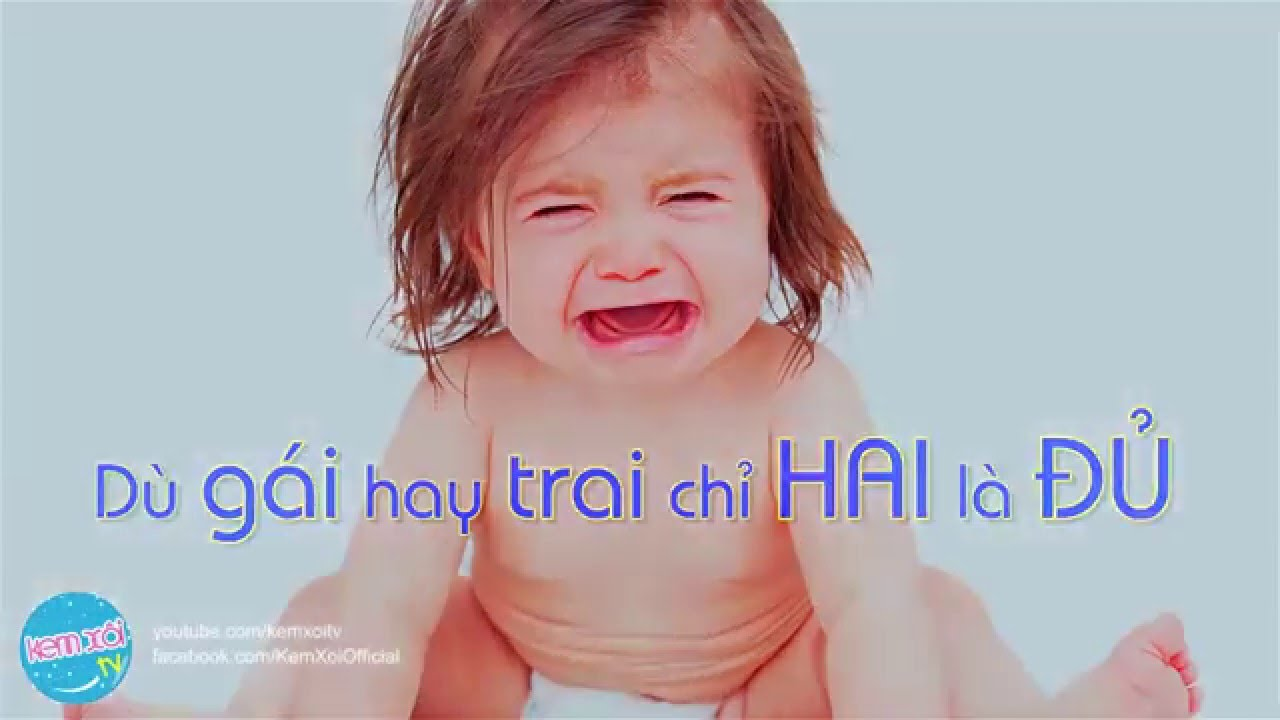 Dù gái hay trai chỉ HAI là ĐỦ
kem xôi
tv
youtube.com/kemxoitv
facebook.com/KemXoiOfficial